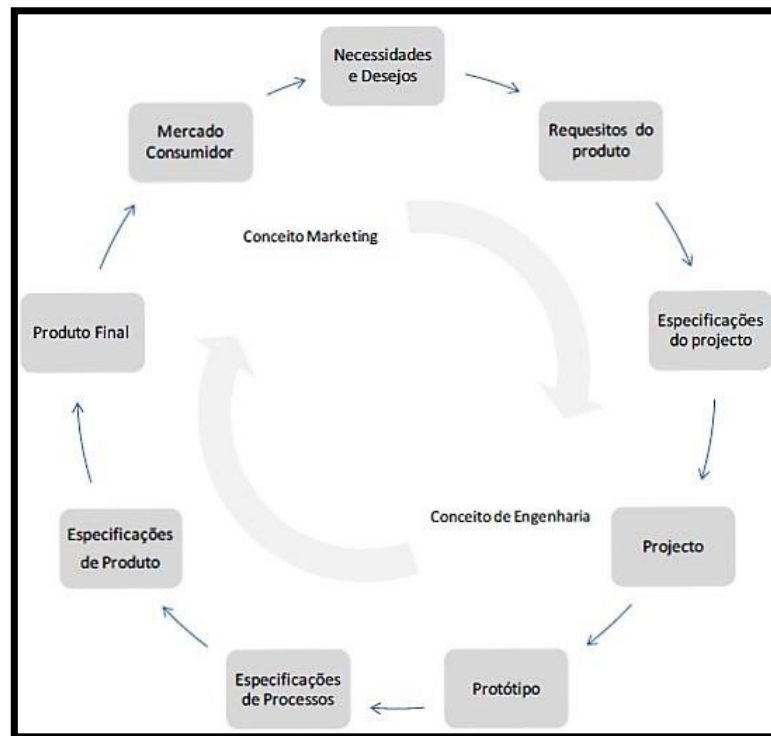 Necessidades
e Desejos
Requesitos do
produto
Especificações
do projecto
Projecto
Protótipo
Especificações
de Processos
Especificações
de Produto
Produto Final
Mercado
Consumidor
Conceito Marketing
Conceito de Engenharia